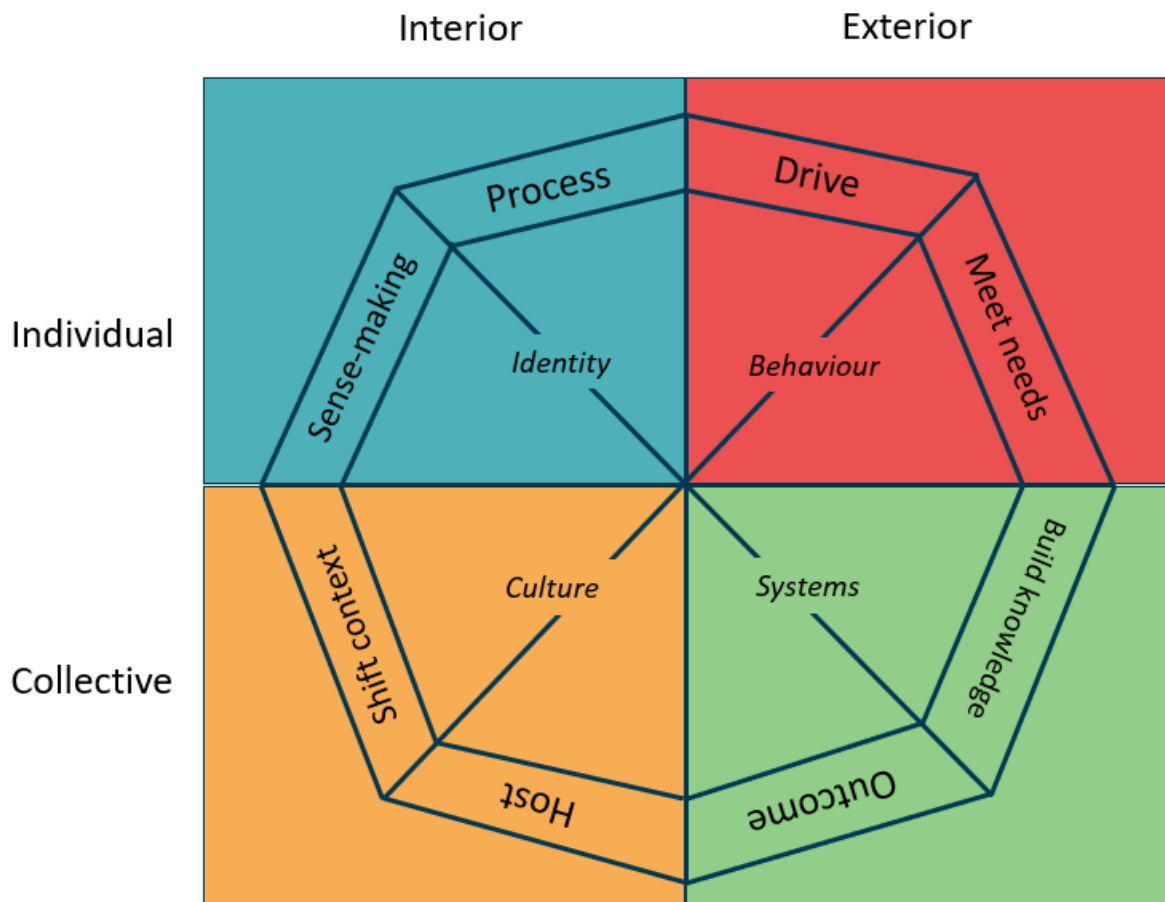 Interior
Exterior
Process
Drive
Sense-making
Meet needs
Individual
Identity
Behaviour
Culture
Systems
Shift context
Build knowledge
Collective
Host
Outcome